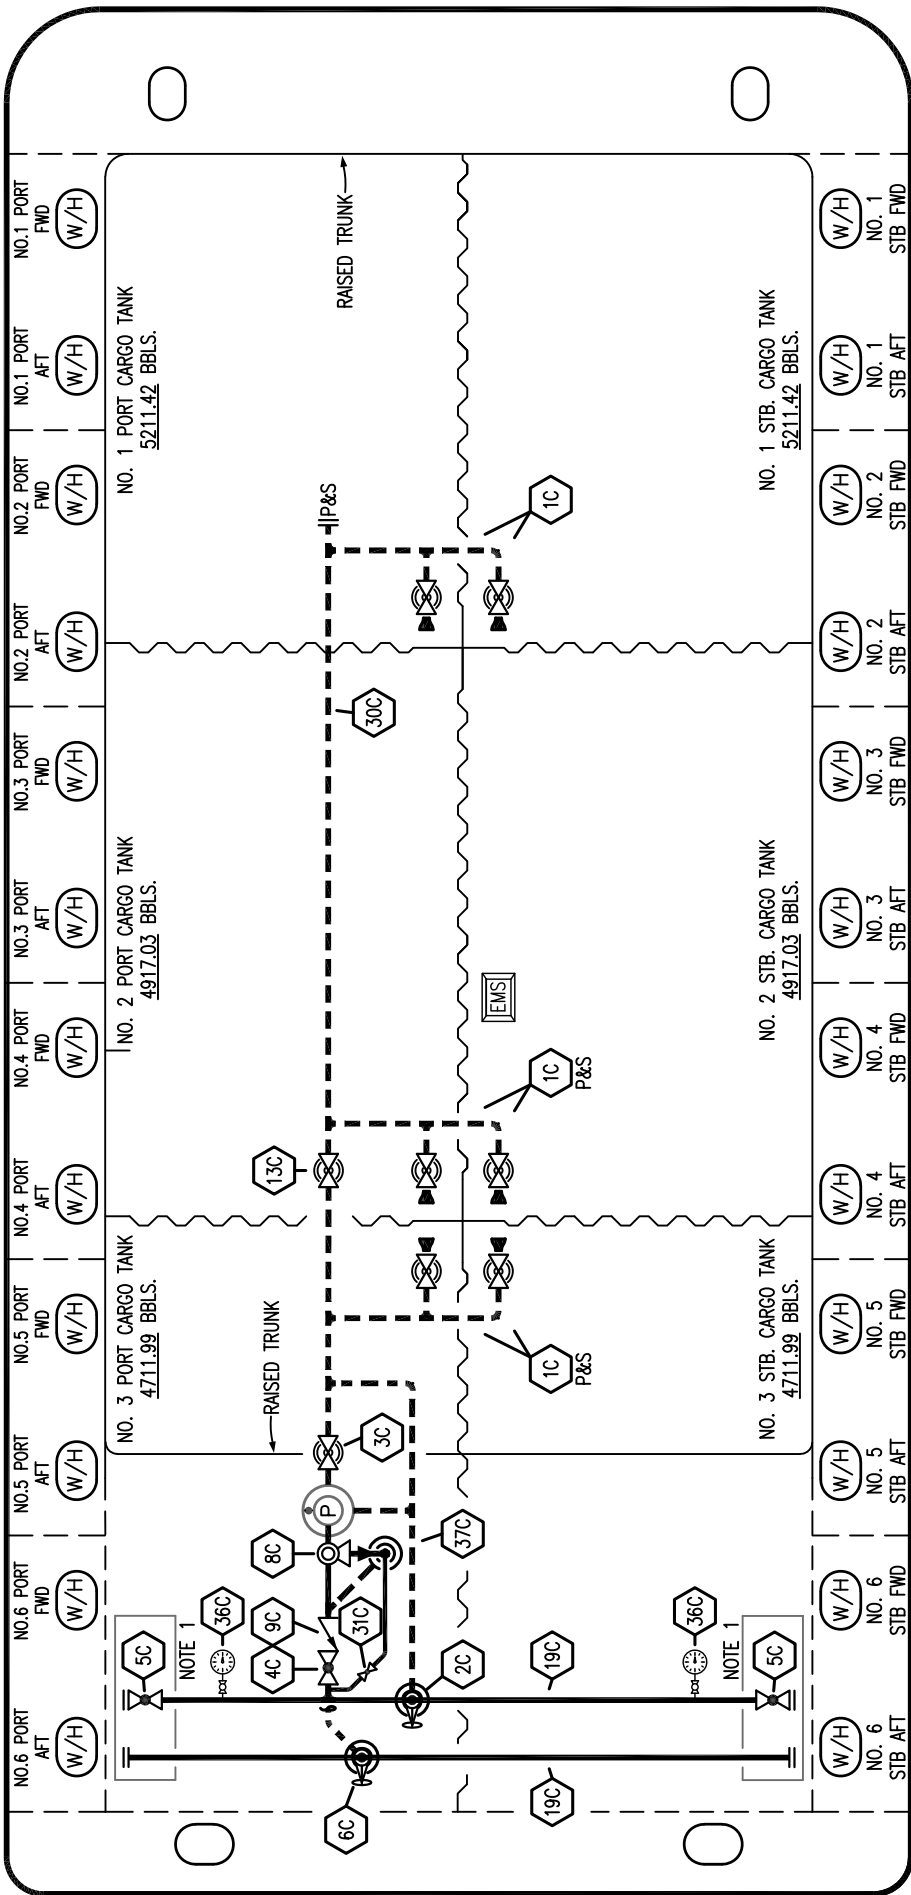 NO.1 PORT
FWD
W/H
NO.1 PORT
AFT
W/H
NO.2 PORT
FWD
W/H
NO.2 PORT
AFT
W/H
NO.3 PORT
FWD
W/H
NO.3 PORT
AFT
W/H
NO.4 PORT
FWD
W/H
NO.4 PORT
AFT
W/H
NO.5 PORT
FWD
W/H
NO.5 PORT
AFT
W/H
NO.6 PORT
FWD
W/H
NO.6 PORT
AFT
W/H
NO. 1 PORT CARGO TANK
5211.42 BBLS.
NO. 2 PORT CARGO TANK
4917.03 BBLS.
NO. 3 PORT CARGO TANK
4711.99 BBLS.
RAISED TRUNK
RAISED TRUNK
P&S
1C
30C
EMS
1C
P&S
13C
1C
P&S
3C
P
37C
8C
9C
31C
4C
36C
NOTE 1
5C
2C
19C
36C
NOTE 1
5C
6C
19C
NO. 1 STB. CARGO TANK
5211.42 BBLS.
NO. 2 STB. CARGO TANK
4917.03 BBLS.
NO. 3 STB. CARGO TANK
4711.99 BBLS.
W/H
NO. 1
STB FWD
W/H
NO. 1
STB AFT
W/H
NO. 2
STB FWD
W/H
NO. 2
STB AFT
W/H
NO. 3
STB FWD
W/H
NO. 3
STB AFT
W/H
NO. 4
STB FWD
W/H
NO. 4
STB AFT
W/H
NO. 5
STB FWD
W/H
NO. 5
STB AFT
W/H
NO. 6
STB FWD
W/H
NO. 6
STB AFT